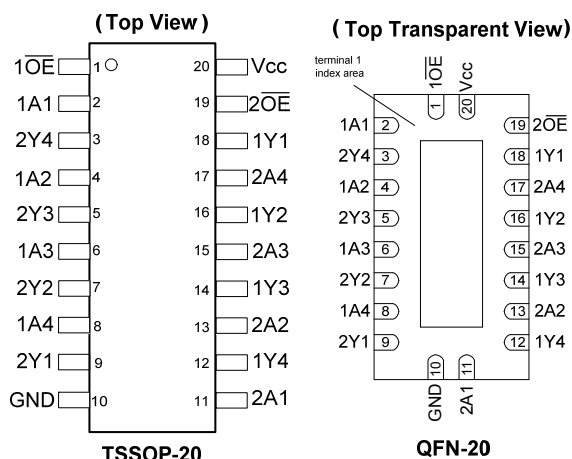 (Top View)
1O̅E̅ 1 20 Vcc
1A1 2 19 2O̅E̅
2Y4 3 18 1Y1
1A2 4 17 2A4
2Y3 5 16 1Y2
1A3 6 15 2A3
2Y2 7 14 1Y3
1A4 8 13 2A2
2Y1 9 12 1Y4
GND 10 11 2A1
TSSOP-20
(Top Transparent View)
terminal 1
index area
1O̅E̅ Vcc
1 20
1A1 2 19 2O̅E̅
2Y4 3 18 1Y1
1A2 4 17 2A4
2Y3 5 16 1Y2
1A3 6 15 2A3
2Y2 7 14 1Y3
1A4 8 13 2A2
2Y1 9 12 1Y4
10 11
GND 2A1
QFN-20